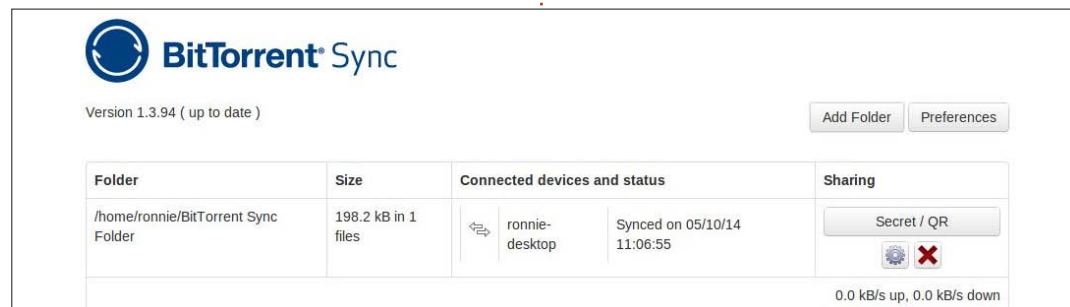 BitTorrent® Sync
Version 1.3.94 ( up to date )
Add Folder Preferences
Folder Size Connected devices and status Sharing
/home/ronnie/BitTorrent Sync 198.2 kB in 1 ronnie- Synced on 05/10/14 Secret / QR
Folder files desktop 11:06:55
0.0 kB/s up, 0.0 kB/s down